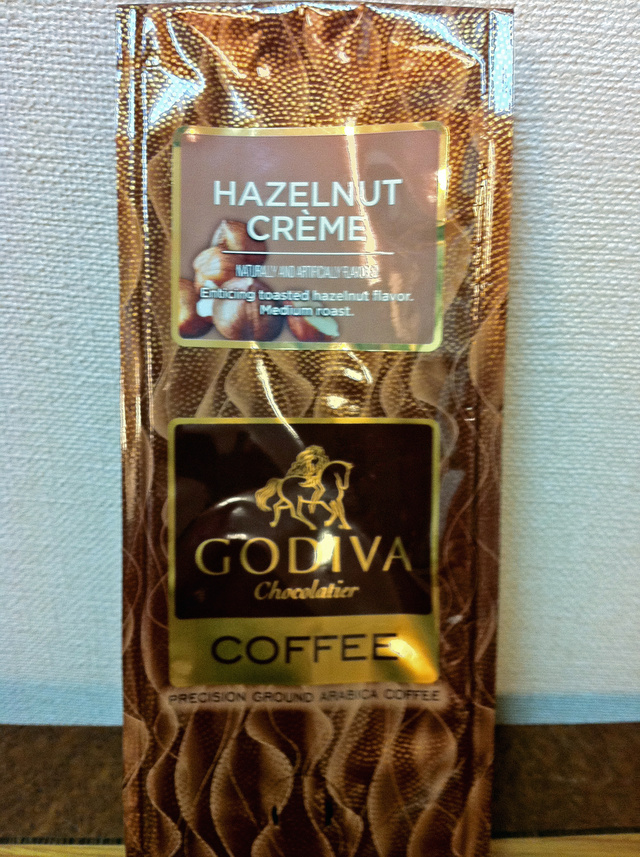 HAZELNUT
CRÈME
NATURALLY AND ARTIFICIALLY FLAVORED
Enticing toasted hazelnut flavor.
Medium roast.
GODIVA
Chocolatier
COFFEE
PRECISION GROUND ARABICA COFFEE